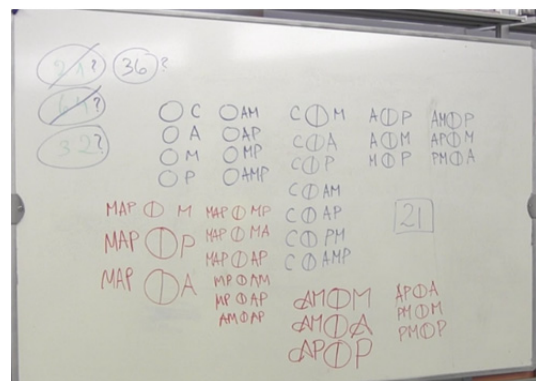 24? 36?
64?
32?
◯ C
◯ A
◯ M
◯ P
◯ AM
◯ AP
◯ MP
◯ AMP
C ⦶ M
C ⦶ A
C ⦶ P
C ⦶ AM
C ⦶ AP
C ⦶ PM
C ⦶ AMP
A ⦶ P
A ⦶ M
M ⦶ P
AM ⦶ P
AP ⦶ M
PM ⦶ A
21
MAP ⦶ M
MAP ⦶ P
MAP ⦶ A
MAP ⦶ MP
MAP ⦶ MA
MAP ⦶ AP
MP ⦶ AM
MP ⦶ AP
AM ⦶ AP
AM ⦶ M
AM ⦶ A
AP ⦶ P
AP ⦶ A
PM ⦶ M
PM ⦶ P